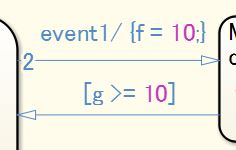 event1/ {f = 10;}
2
[g >= 10]